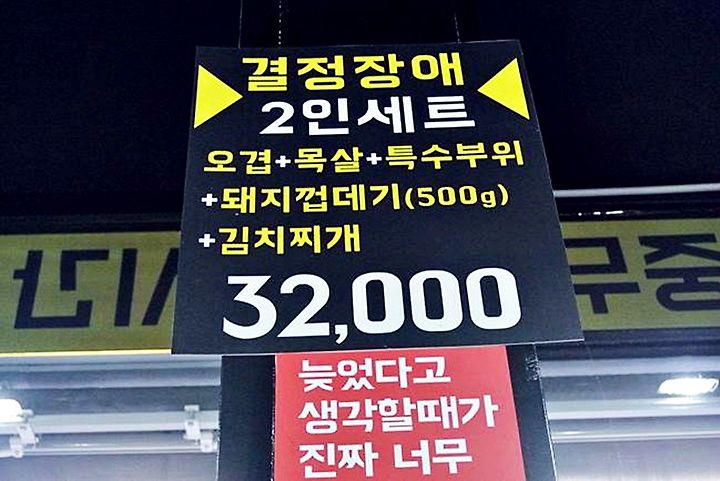 결정장애
2인세트
오겹+목살+특수부위
+돼지껍데기(500g)
+김치찌개
32,000
늦었다고
생각할때가
진짜 너무